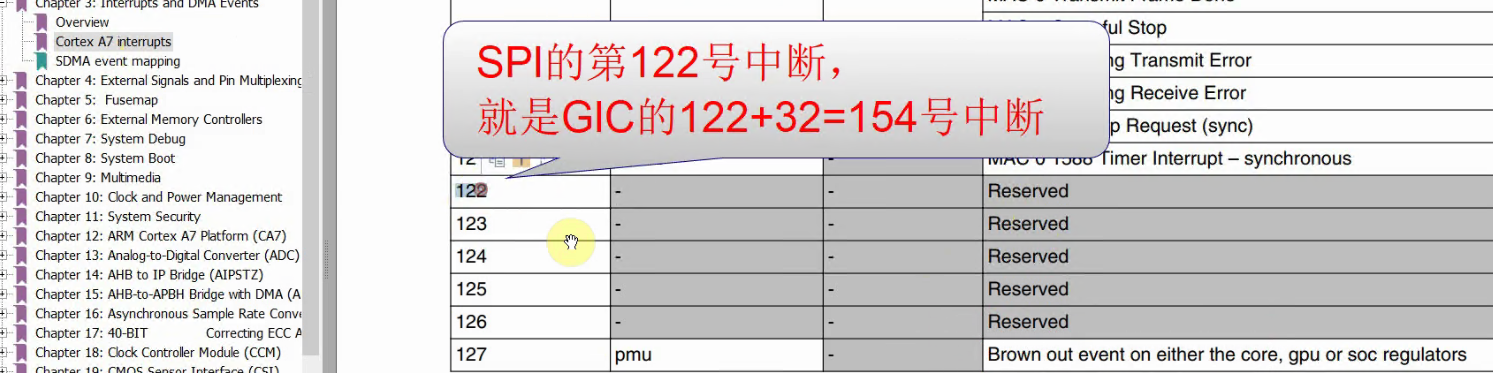 Chapter 3: Interrupts and DMA Events
Overview
Cortex A7 interrupts
SDMA event mapping
Chapter 4: External Signals and Pin Multiplexing
Chapter 5: Fusemap
Chapter 6: External Memory Controllers
Chapter 7: System Debug
Chapter 8: System Boot
Chapter 9: Multimedia
Chapter 10: Clock and Power Management
Chapter 11: System Security
Chapter 12: ARM Cortex A7 Platform (CA7)
Chapter 13: Analog-to-Digital Converter (ADC)
Chapter 14: AHB to IP Bridge (AIPSTZ)
Chapter 15: AHB-to-APBH Bridge with DMA (A
Chapter 16: Asynchronous Sample Rate Conve
Chapter 17: 40-BIT Correcting ECC A
Chapter 18: Clock Controller Module (CCM)
Chapter 19: CMOS Sensor Interface (CSI)
SPI的第122号中断，
就是GIC的122+32=154号中断
MAC 0 Transmit Frame Done
ful Stop
ng Transmit Error
ng Receive Error
p Request (sync)
12 - MAC 0 1588 Timer Interrupt – synchronous
122 - - Reserved
123 - - Reserved
124 - - Reserved
125 - - Reserved
126 - - Reserved
127 pmu - Brown out event on either the core, gpu or soc regulators